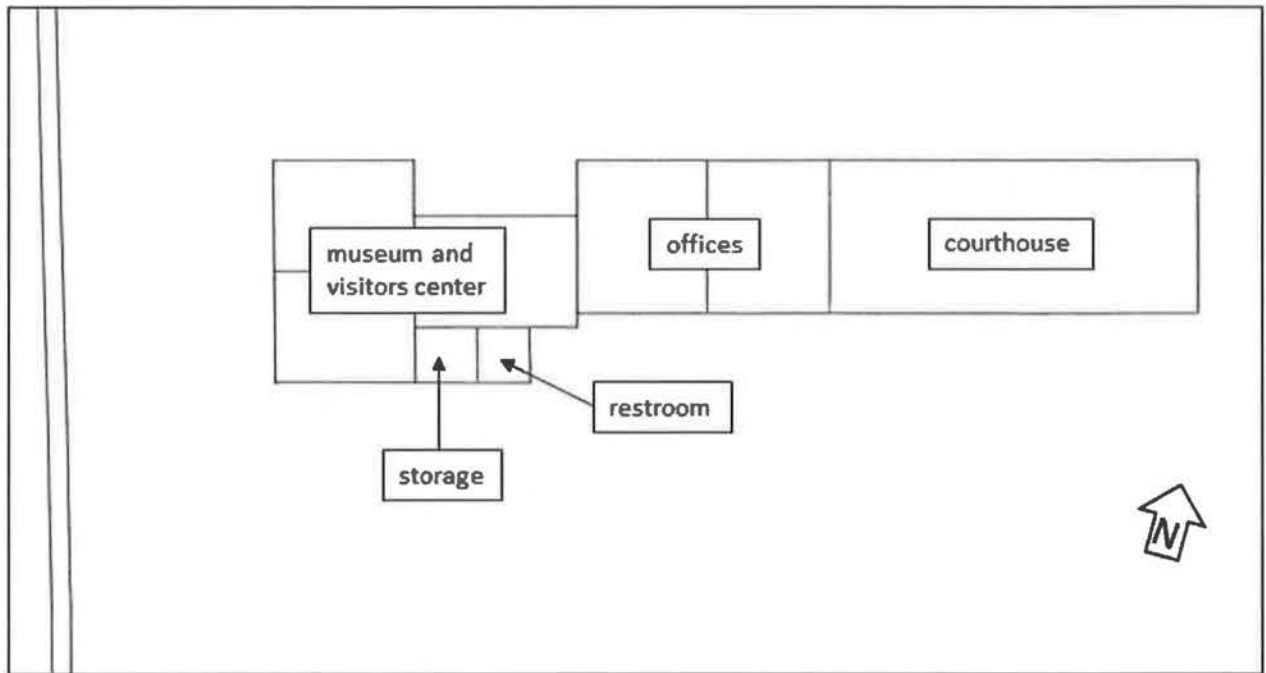 museum and
visitors center
offices
courthouse
restroom
storage
N